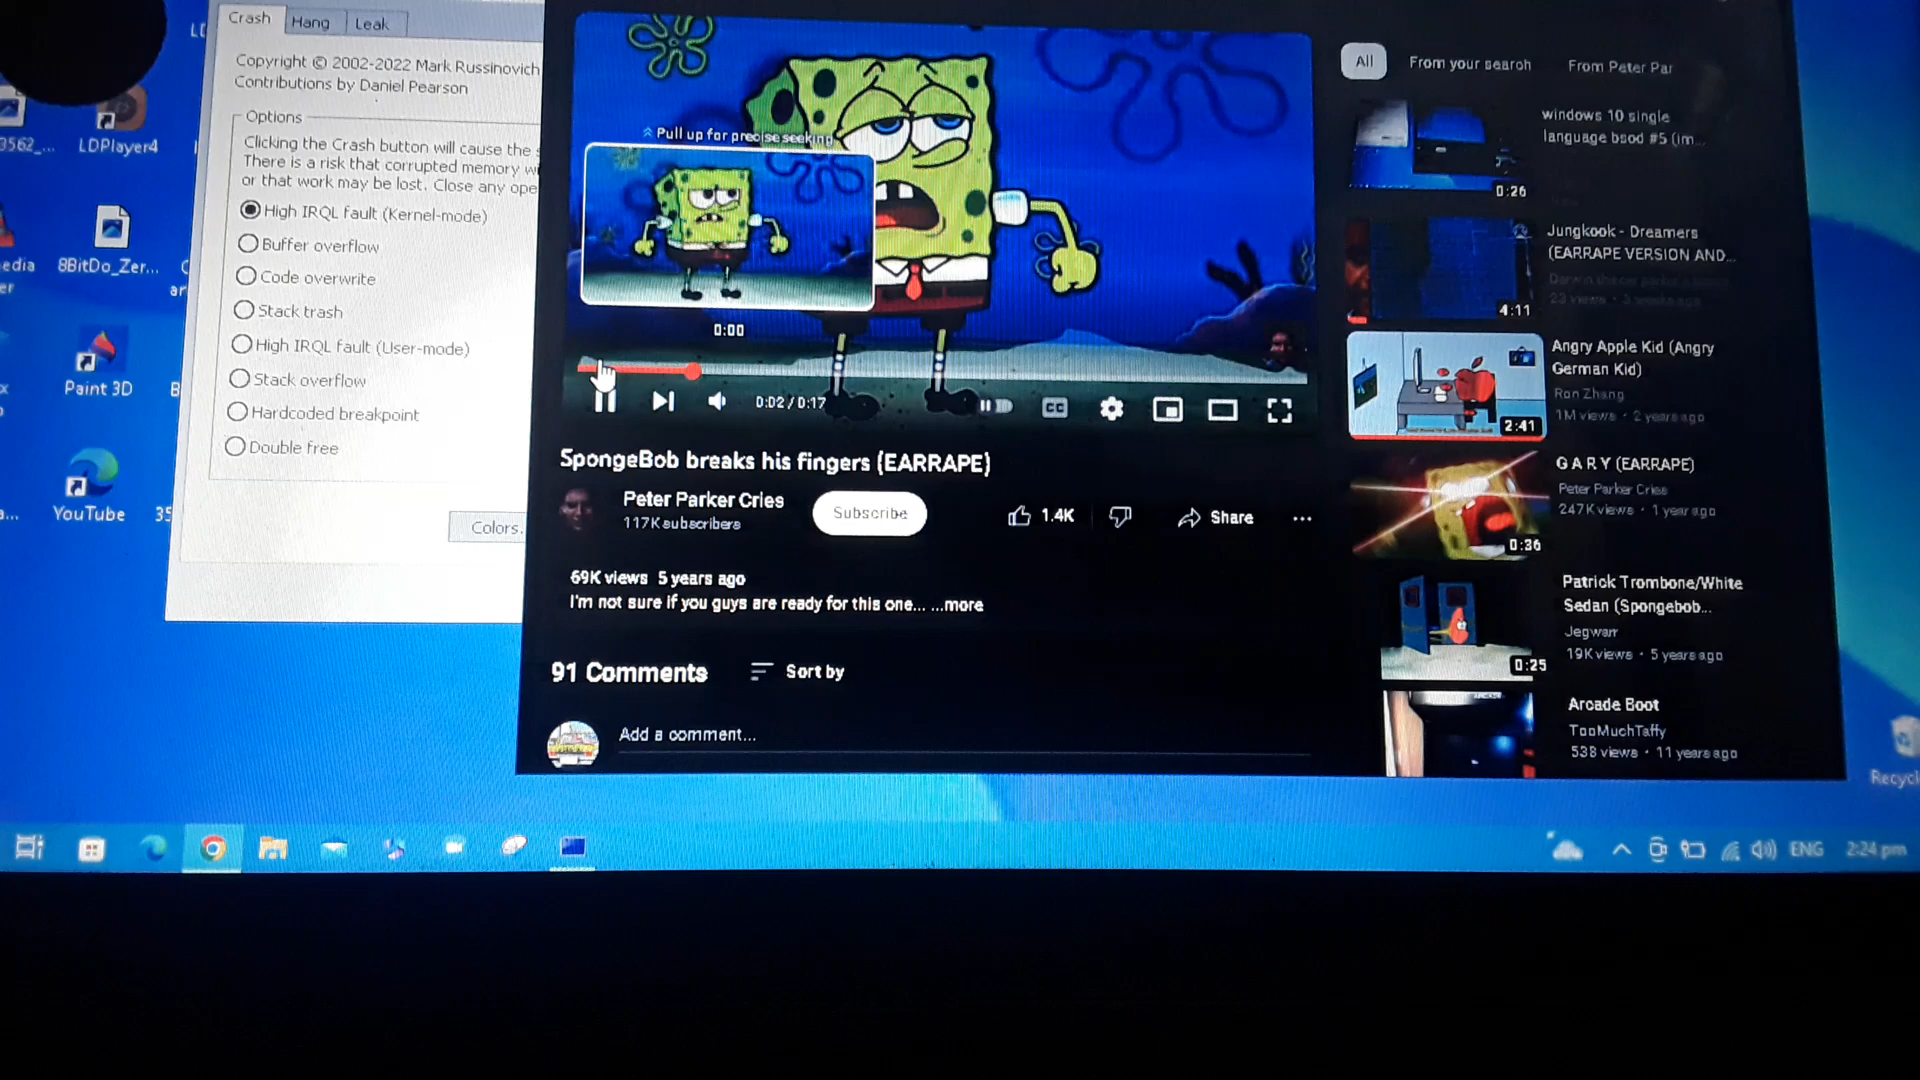 Crash Hang Leak
Copyright © 2002-2022 Mark Russinovich
Contributions by Daniel Pearson
Options
Clicking the Crash button will cause the
There is a risk that corrupted memory
or that work may be lost. Close any
High IRQL fault (Kernel-mode)
Buffer overflow
Code overwrite
Stack trash
High IRQL fault (User-mode)
Stack overflow
Hardcoded breakpoint
Double free
Colors.
3562_...
LDPlayer4
8BitDo_Zer...
Paint 3D
YouTube
Pull up for precise seeking
0:00
0:02 / 0:17
CC
SpongeBob breaks his fingers (EARRAPE)
Peter Parker Cries
117K subscribers
Subscribe
1.4K
Share
69K views 5 years ago
I'm not sure if you guys are ready for this one... ...more
91 Comments
Sort by
Add a comment...
All From your search From Peter Par
windows 10 single
language bsod #5 (im...
0:26
Jungkook - Dreamers
(EARRAPE VERSION AND...
23 views • 3 weeks ago
4:11
Angry Apple Kid (Angry
German Kid)
Ron Zhang
1M views • 2 years ago
2:41
G A R Y (EARRAPE)
Peter Parker Cries
247K views • 1 year ago
0:36
Patrick Trombone/White
Sedan (Spongebob...
Jegwarr
19K views • 5 years ago
0:25
Arcade Boot
TooMuchTaffy
538 views • 11 years ago
ENG 2:24 pm